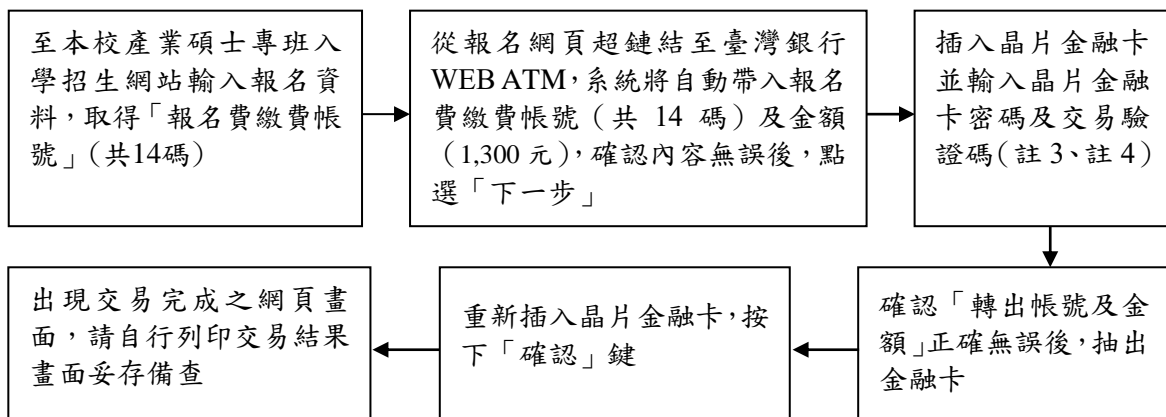 至本校產業碩士專班入
學招生網站輸入報名資
料，取得「報名費繳費帳
號」（共14碼）
從報名網頁超鏈結至臺灣銀行
WEB ATM，系統將自動帶入報名
費繳費帳號（共 14 碼）及金額
（1,300 元），確認內容無誤後，點
選「下一步」
插入晶片金融卡
並輸入晶片金融
卡密碼及交易驗
證碼（註 3、註 4）
確認「轉出帳號及金
額」正確無誤後，抽出
金融卡
重新插入晶片金融卡，按
下「確認」鍵
出現交易完成之網頁畫
面，請自行列印交易結果
畫面妥存備查